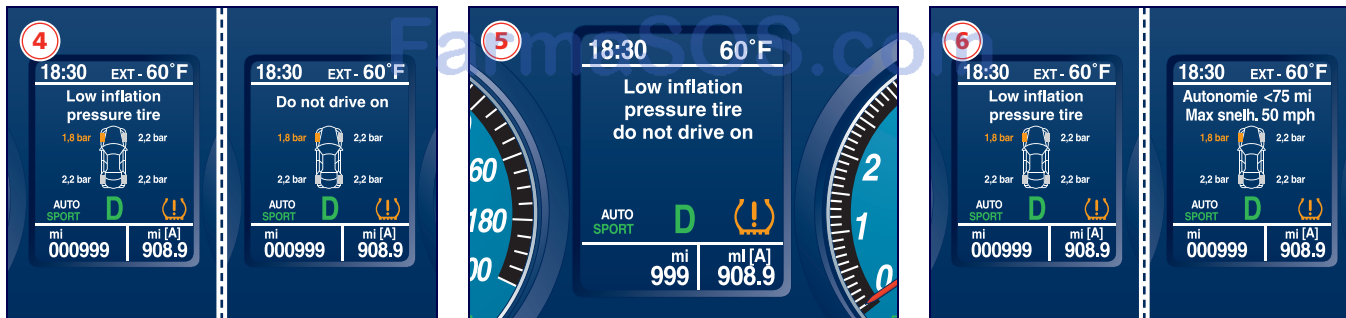 FarmaSOS.com
4
18:30 EXT - 60°F
Low inflation
pressure tire
1,8 bar 2,2 bar
2,2 bar 2,2 bar
AUTO
SPORT D
mi mi [A]
000999 908.9
18:30 EXT - 60°F
Do not drive on
1,8 bar 2,2 bar
2,2 bar 2,2 bar
AUTO
SPORT D
mi mi [A]
000999 908.9
5
18:30 60°F
Low inflation
pressure tire
do not drive on
AUTO
SPORT D
mi ml [A]
999 908.9
60
180
00
2
1
0
6
18:30 EXT - 60°F
Low inflation
pressure tire
1,8 bar 2,2 bar
2,2 bar 2,2 bar
AUTO
SPORT D
mi mi [A]
000999 908.9
18:30 EXT - 60°F
Autonomie <75 mi
Max snelh. 50 mph
1,8 bar 2,2 bar
2,2 bar 2,2 bar
AUTO
SPORT D
mi mi [A]
000999 908.9